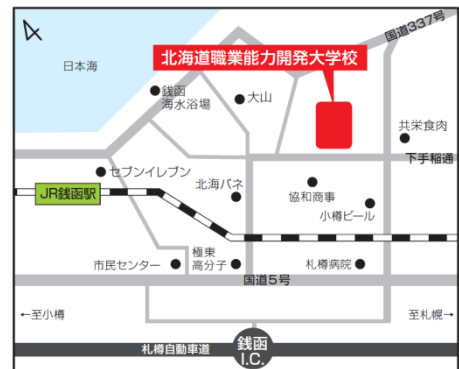 国道337号
北海道職業能力開発大学校
日本海
銭函
海水浴場
大山
共栄食肉
下手稲通
セブンイレブン
JR銭函駅
北海バネ
協和商事
小樽ビール
市民センター
極東
高分子
札樽病院
国道5号
←至小樽
至札幌→
札樽自動車道
銭函
I.C.